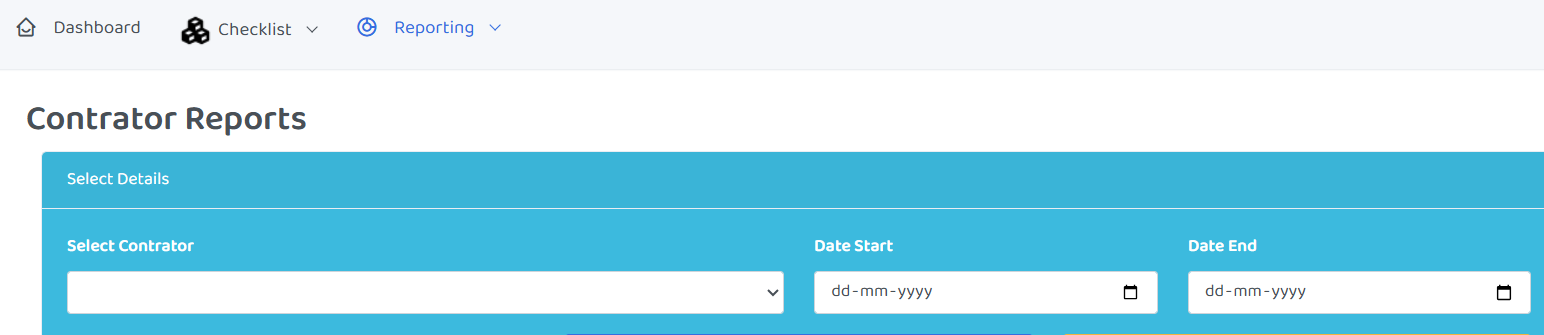 Dashboard Checklist Reporting
Contrator Reports
Select Details
Select Contrator Date Start Date End
dd-mm-yyyy dd-mm-yyyy